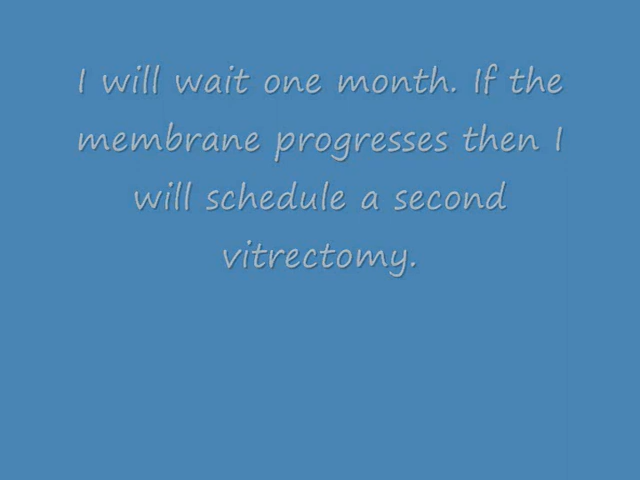 I will wait one month. If the
membrane progresses then I
will schedule a second
vitrectomy.